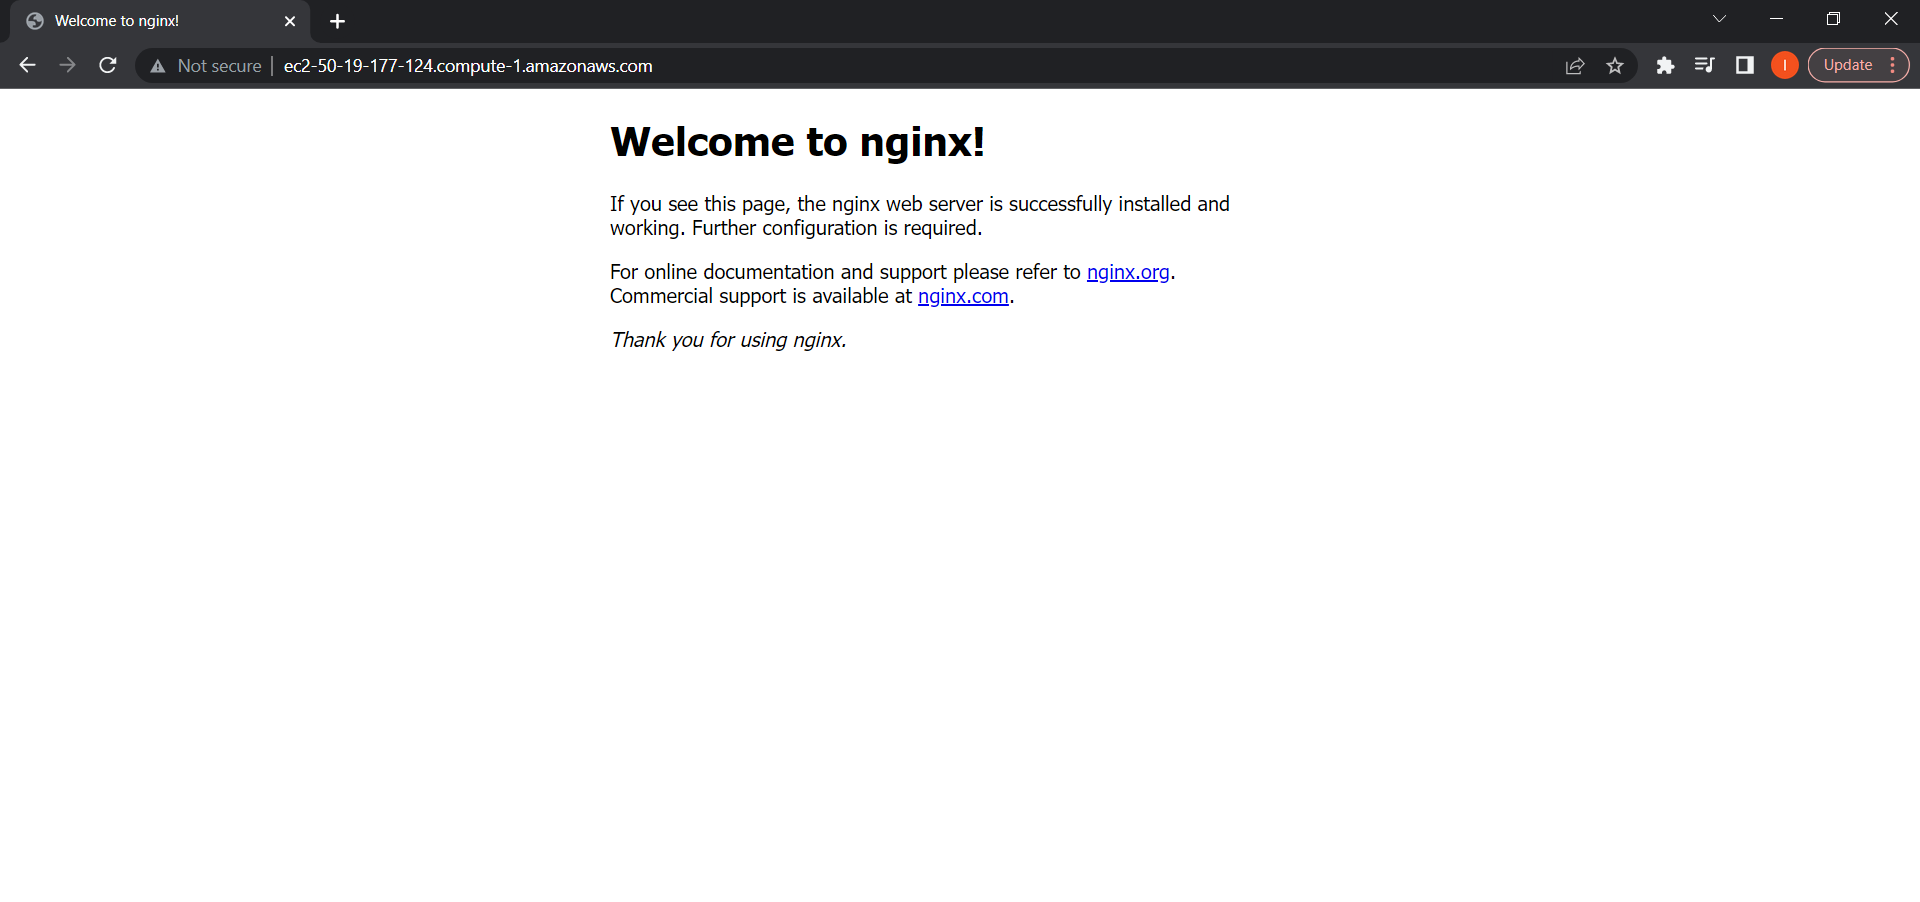 Welcome to nginx!
Not secure
ec2-50-19-177-124.compute-1.amazonaws.com
I
Update
Welcome to nginx!
If you see this page, the nginx web server is successfully installed and
working. Further configuration is required.
For online documentation and support please refer to nginx.org.
Commercial support is available at nginx.com.
Thank you for using nginx.